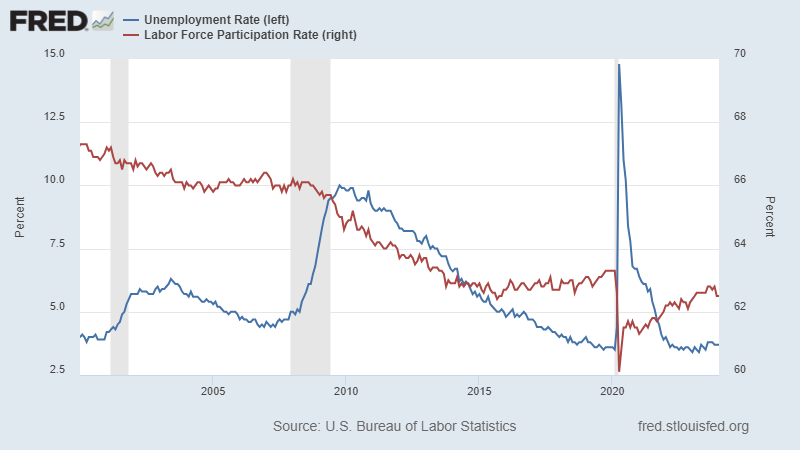 FRED
Unemployment Rate (left)
Labor Force Participation Rate (right)
15.0
12.5
10.0
7.5
5.0
2.5
Percent
70
68
66
64
62
60
Percent
2005
2010
2015
2020
Source: U.S. Bureau of Labor Statistics
fred.stlouisfed.org